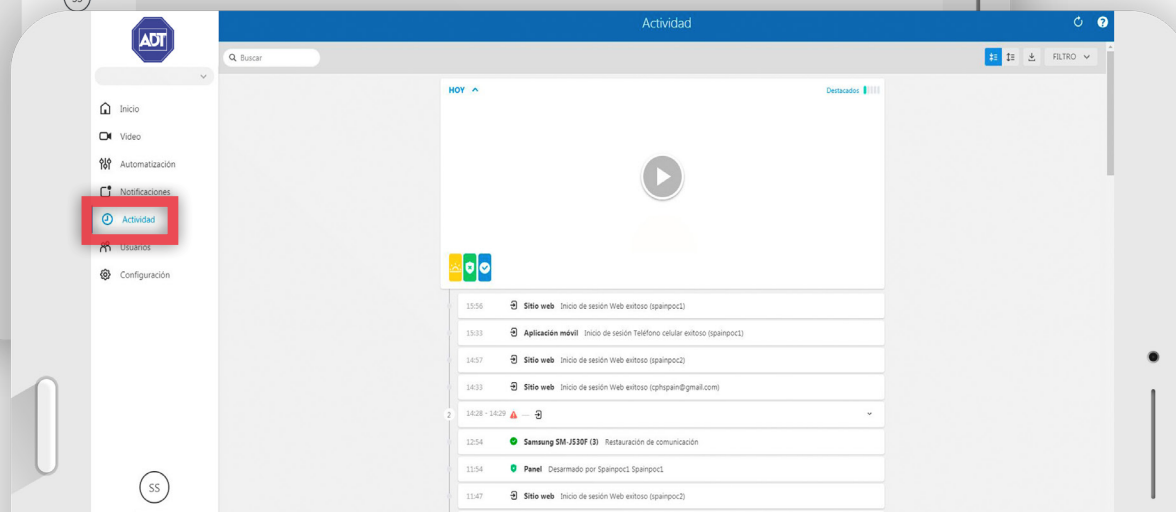 SS
ADT
Actividad
Buscar
FILTRO
Inicio
Video
Automatización
Notificaciones
Actividad
Usuarios
Configuración
SS
HOY
Destacados
15:56 Sitio web Inicio de sesión Web exitoso (spainpoc1)
15:33 Aplicación móvil Inicio de sesión Teléfono celular exitoso (spainpoc1)
14:57 Sitio web Inicio de sesión Web exitoso (spainpoc2)
14:33 Sitio web Inicio de sesión Web exitoso (cphspain@gmail.com)
2 14:28 - 14:29
12:54 Samsung SM-J530F (3) Restauración de comunicación
11:54 Panel Desarmado por Spainpoc1 Spainpoc1
11:47 Sitio web Inicio de sesión Web exitoso (spainpoc2)